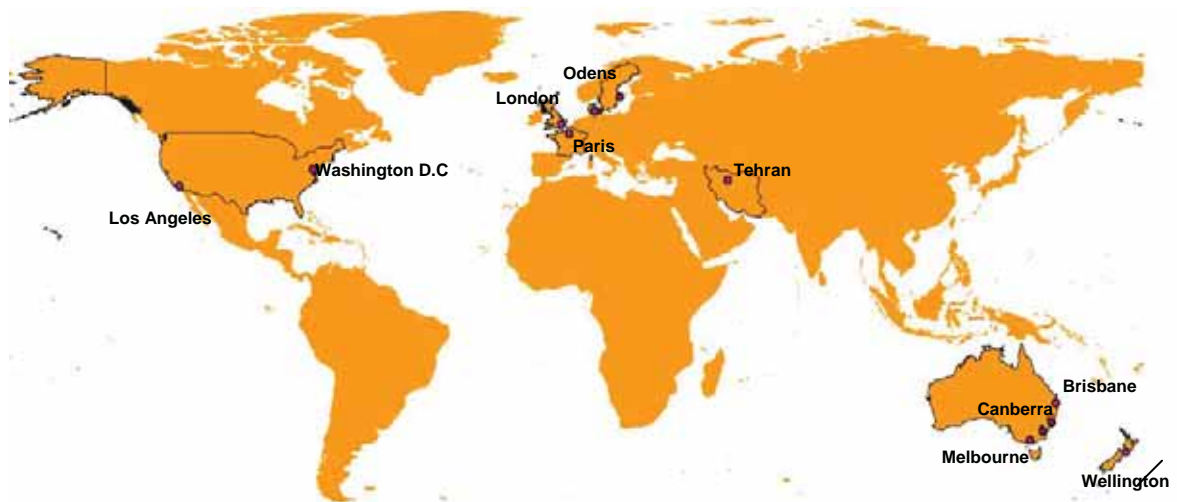 Odens
London
Paris
Washington D.C
Tehran
Los Angeles
Brisbane
Canberra
Melbourne
Wellington